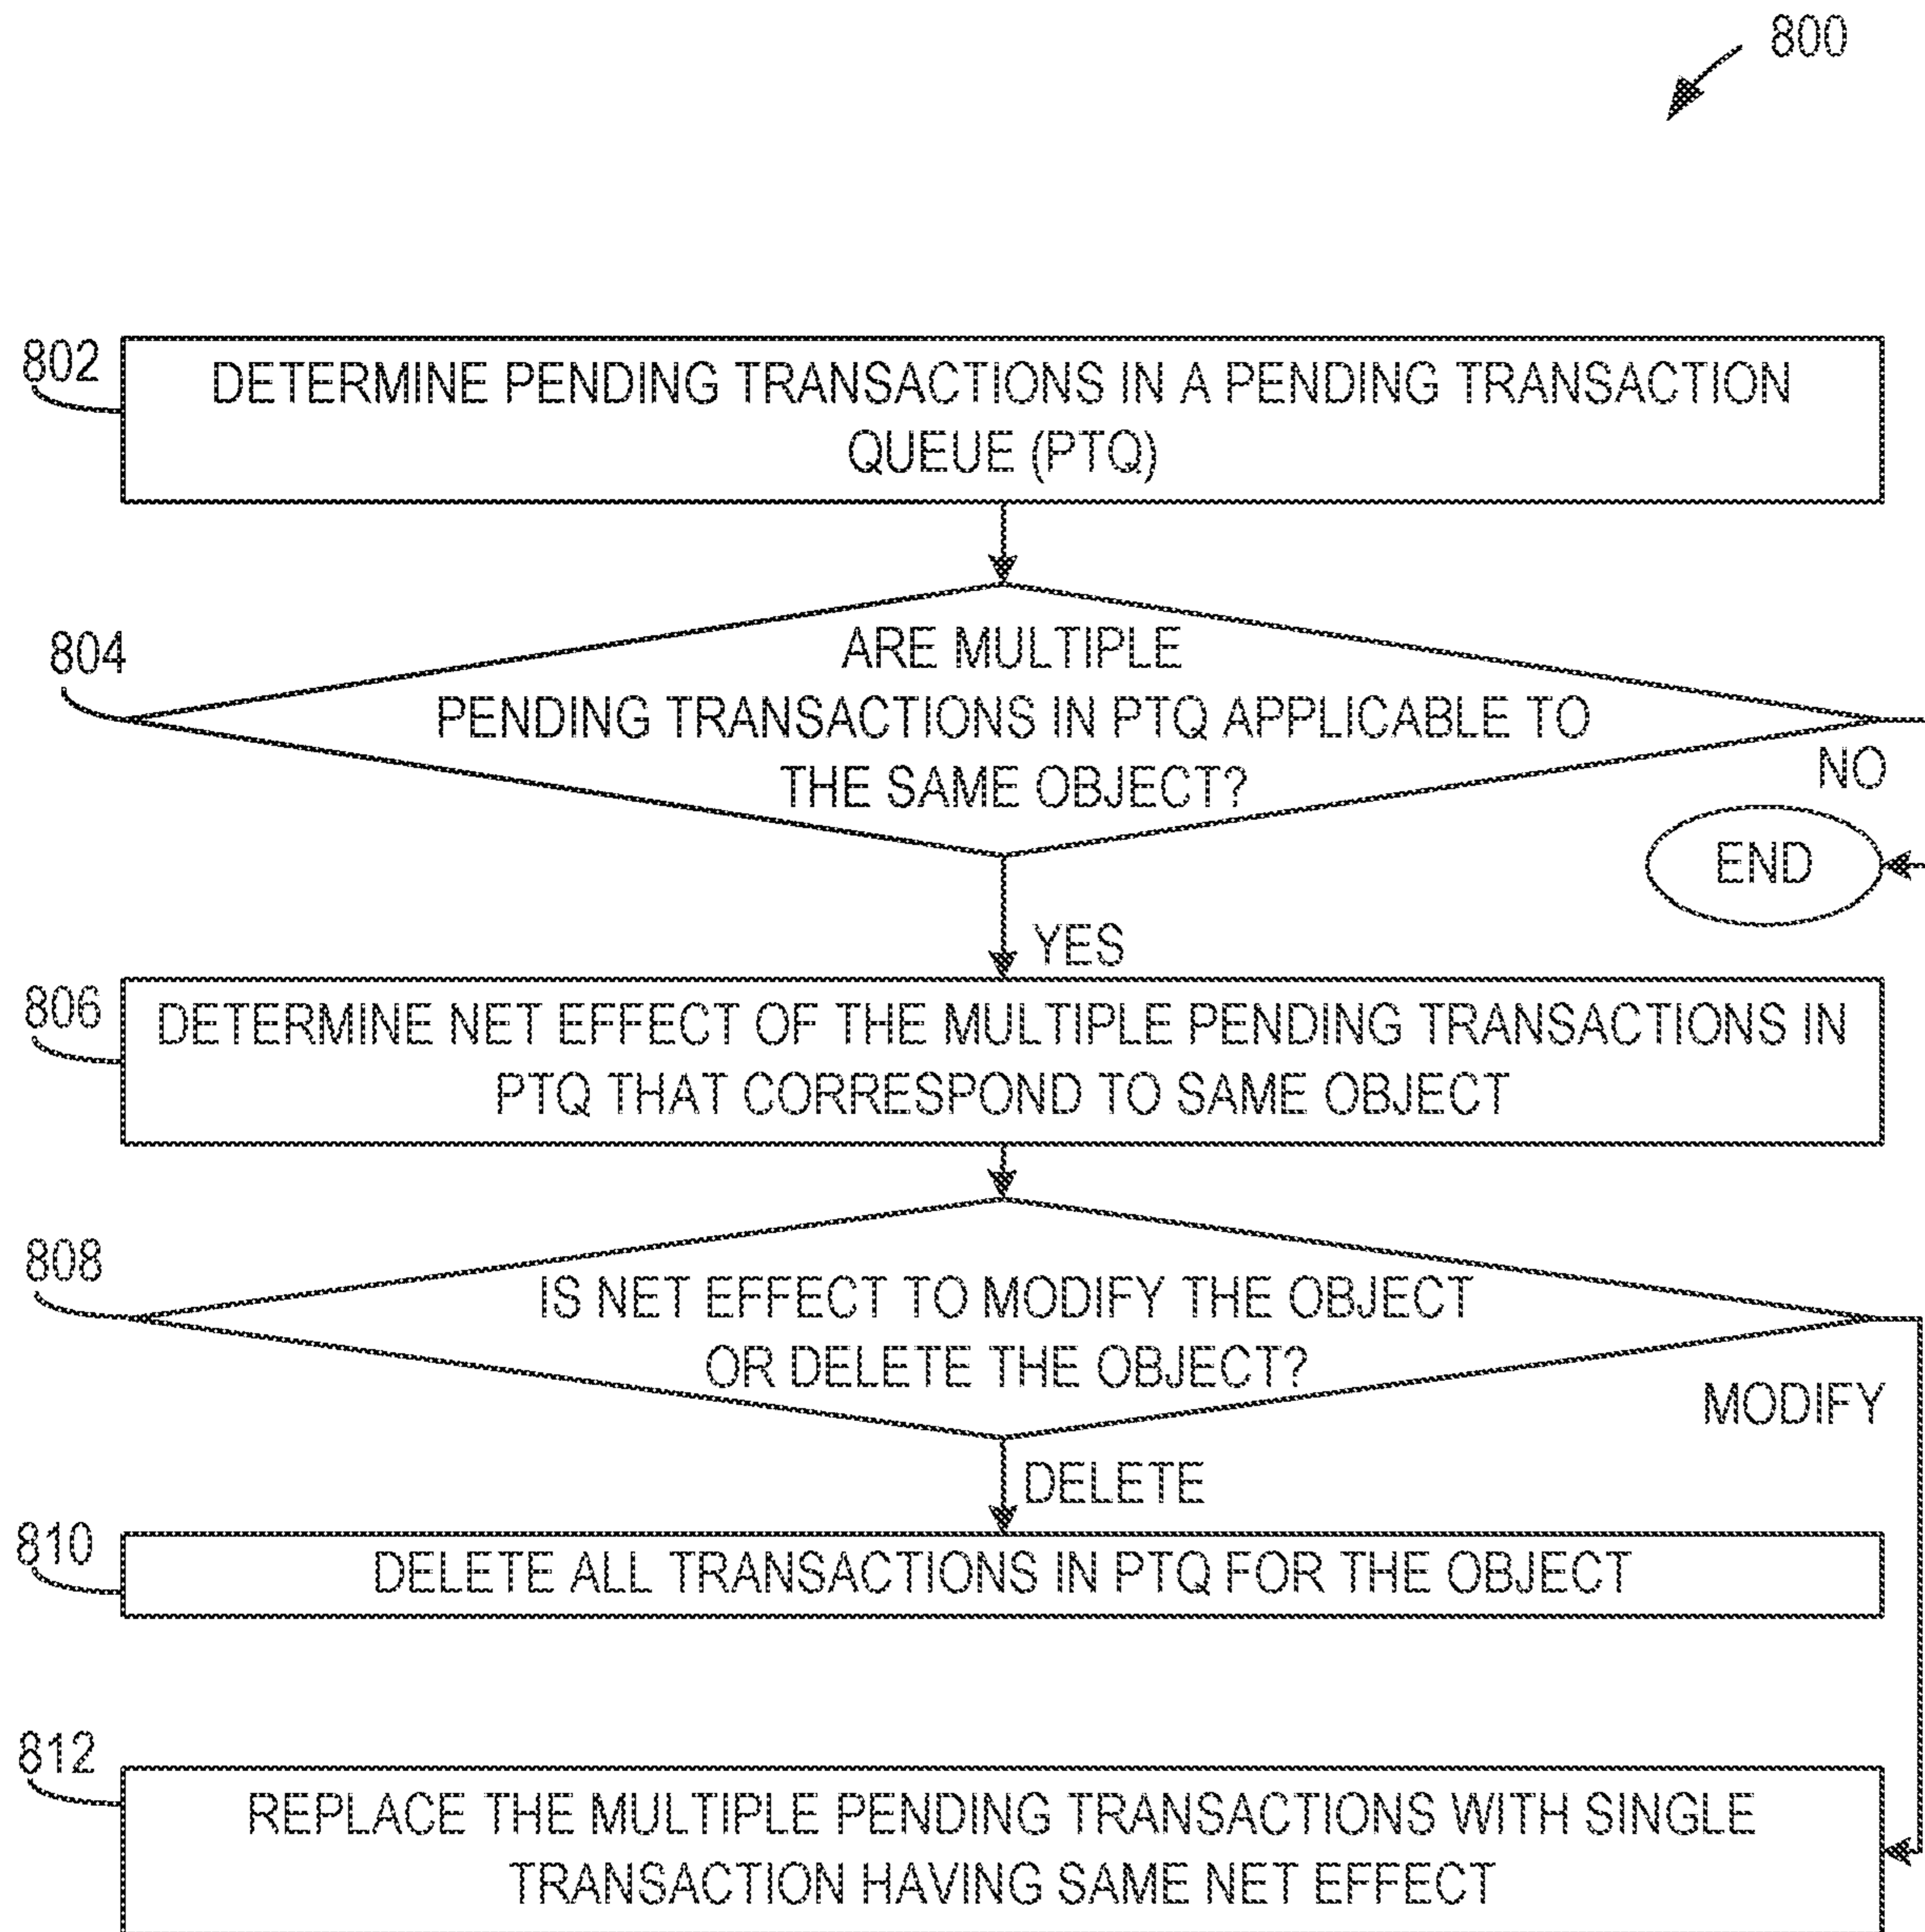 800
802
DETERMINE PENDING TRANSACTIONS IN A PENDING TRANSACTION
QUEUE (PTQ)
804
ARE MULTIPLE
PENDING TRANSACTIONS IN PTQ APPLICABLE TO
THE SAME OBJECT?
NO
END
YES
806
DETERMINE NET EFFECT OF THE MULTIPLE PENDING TRANSACTIONS IN
PTQ THAT CORRESPOND TO SAME OBJECT
808
IS NET EFFECT TO MODIFY THE OBJECT
OR DELETE THE OBJECT?
MODIFY
DELETE
810
DELETE ALL TRANSACTIONS IN PTQ FOR THE OBJECT
812
REPLACE THE MULTIPLE PENDING TRANSACTIONS WITH SINGLE
TRANSACTION HAVING SAME NET EFFECT